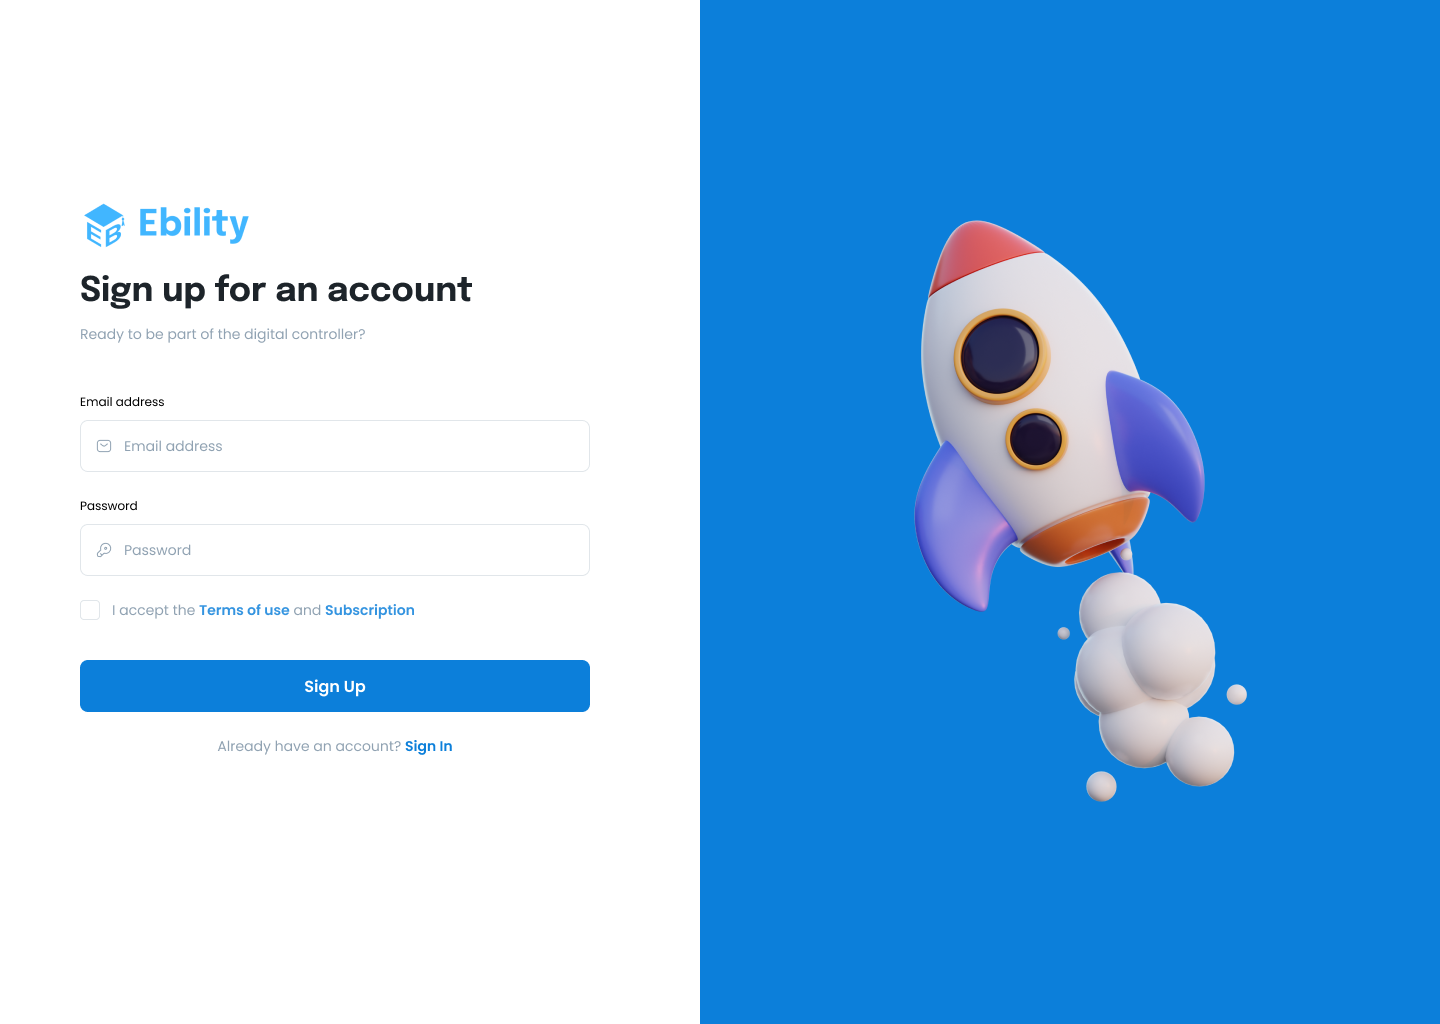 Ebility
Sign up for an account
Ready to be part of the digital controller?
Email address
Email address
Password
Password
I accept the Terms of use and Subscription
Sign Up
Already have an account? Sign In